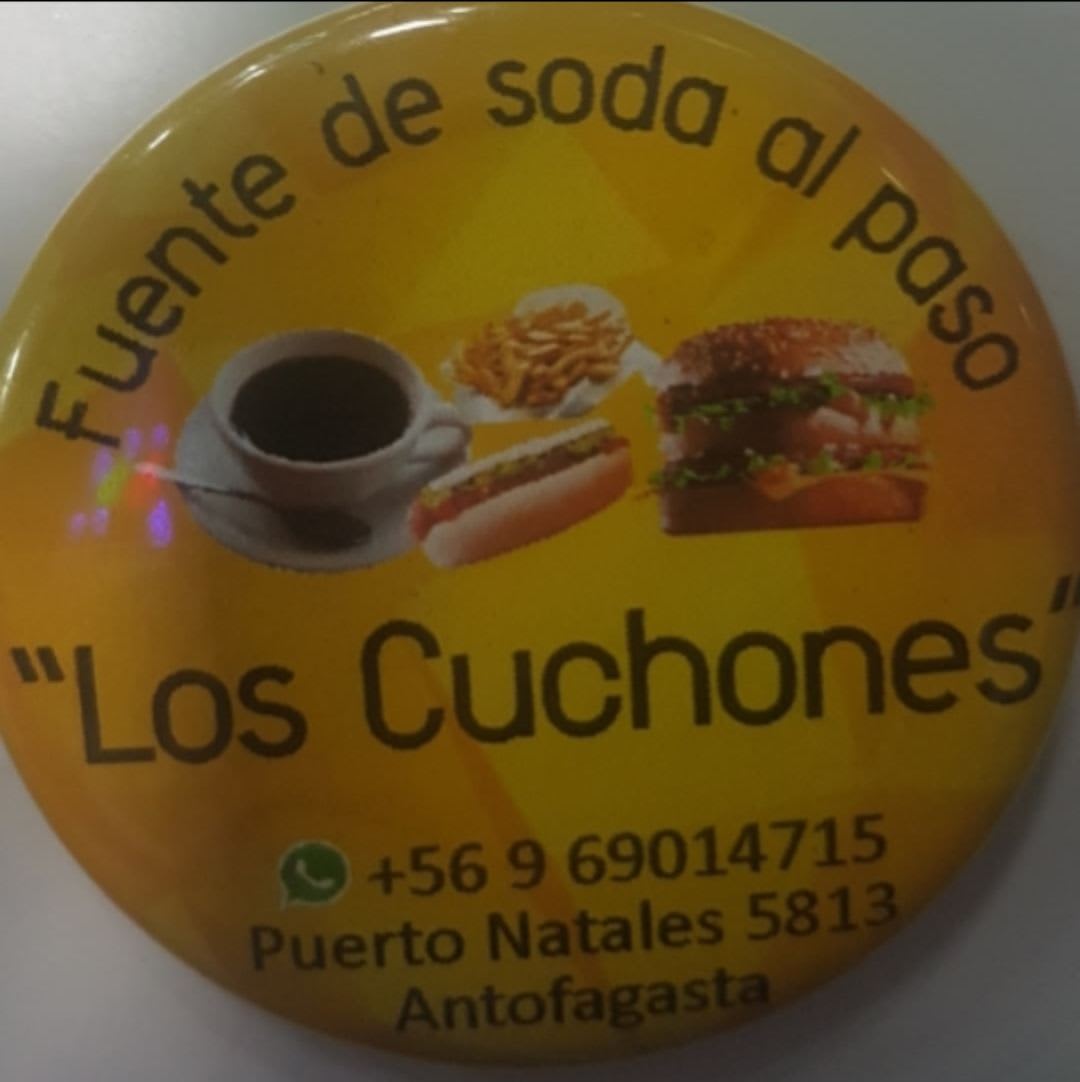 Fuente de soda al paso
"Los Cuchones"
+56 9 69014715
Puerto Natales 5813
Antofagasta